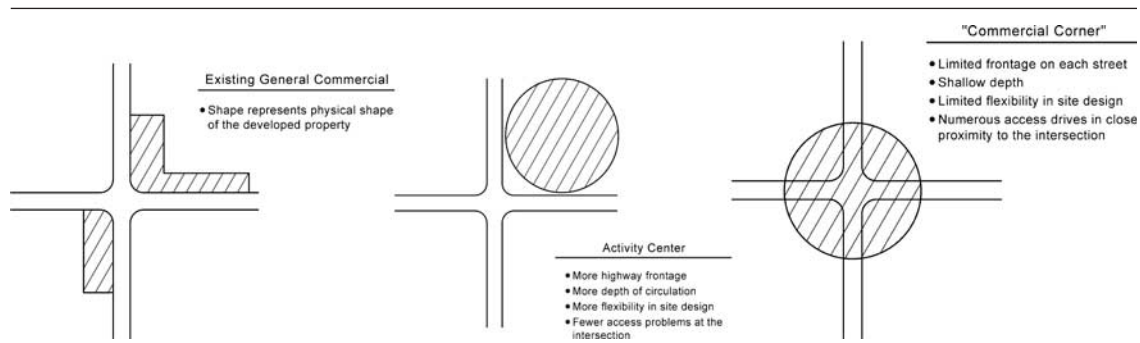 Existing General Commercial
• Shape represents physical shape
of the developed property
Activity Center
• More highway frontage
• More depth of circulation
• More flexibility in site design
• Fewer access problems at the
intersection
"Commercial Corner"
• Limited frontage on each street
• Shallow depth
• Limited flexibility in site design
• Numerous access drives in close
proximity to the intersection